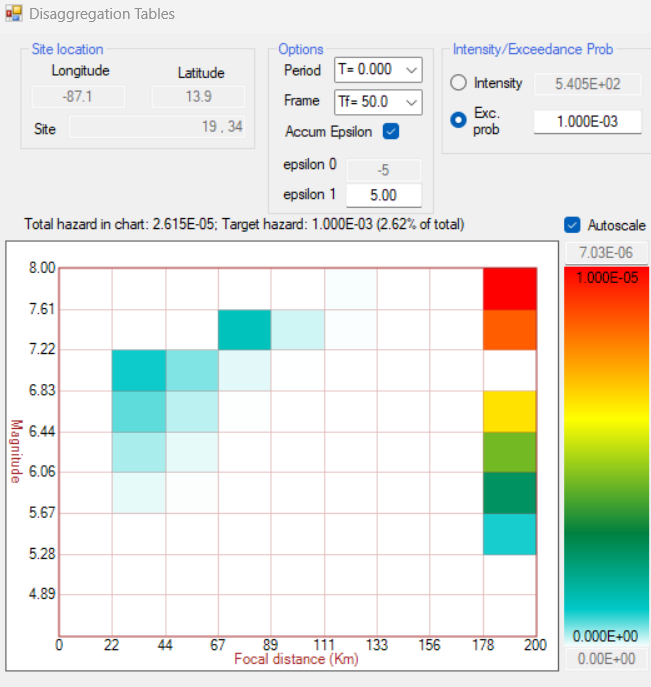 Disaggregation Tables
Site location
Longitude
Latitude
-87.1
13.9
Site
19 , 34
Options
Period
T= 0.000
Frame
Tf= 50.0
Accum Epsilon
epsilon 0
-5
epsilon 1
5.00
Intensity/Exceedance Prob
Intensity
5.405E+02
Exc.
prob
1.000E-03
Total hazard in chart: 2.615E-05; Target hazard: 1.000E-03 (2.62% of total)
Autoscale
7.03E-06
1.000E-05
0.000E+00
0.00E+00
8.00
7.61
7.22
6.83
6.44
6.06
5.67
5.28
4.89
Magnitude
0 22 44 67 89 111 133 156 178 200
Focal distance (Km)